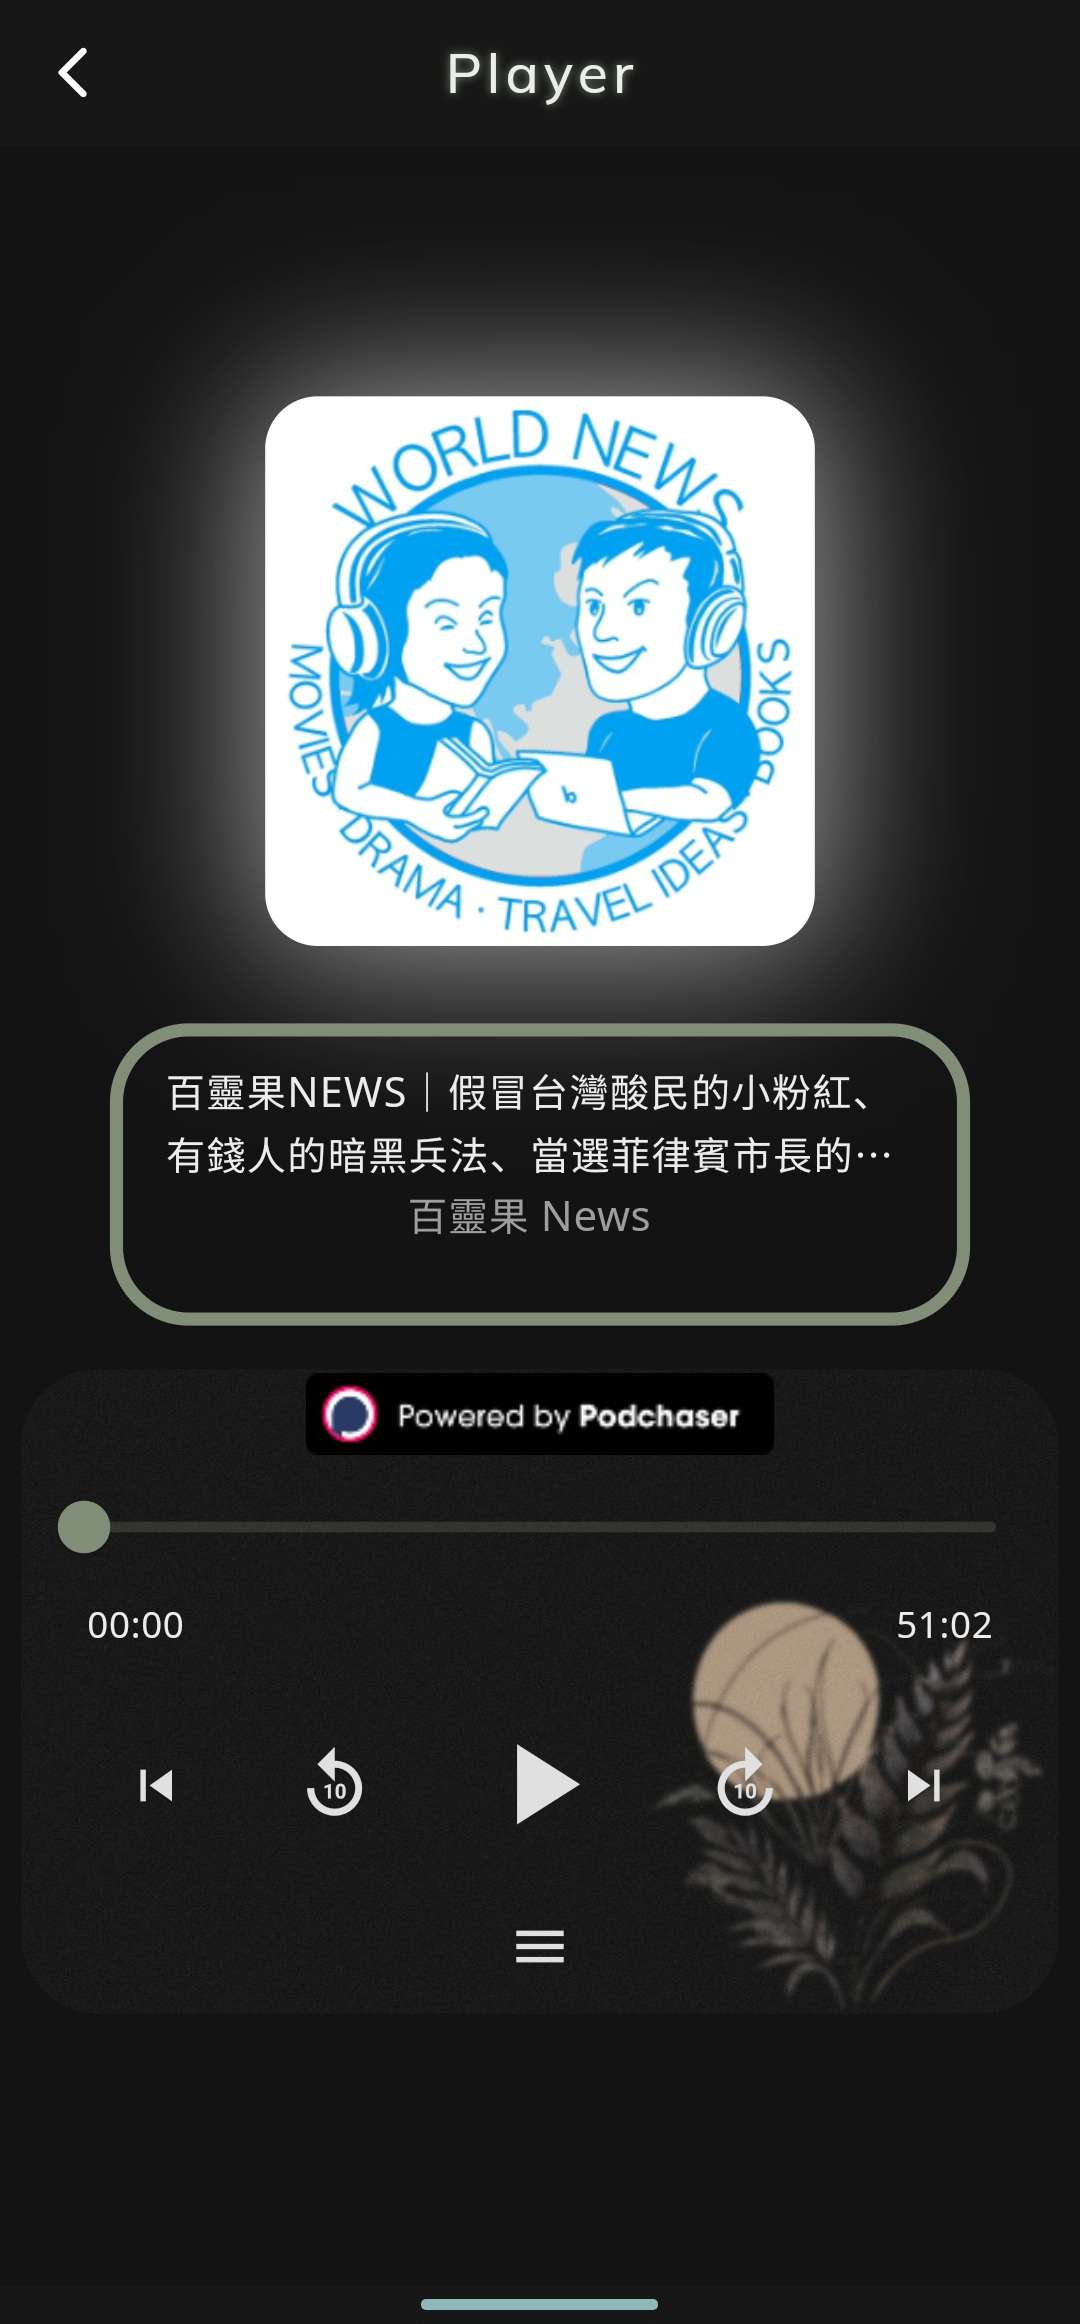 Player
WORLD NEWS
MOVIES · DRAMA · TRAVEL IDEAS · BOOKS
b
百靈果NEWS｜假冒台灣酸民的小粉紅、
有錢人的暗黑兵法、當選菲律賓市長的…
百靈果 News
Powered by Podchaser
00:00
51:02
10
10